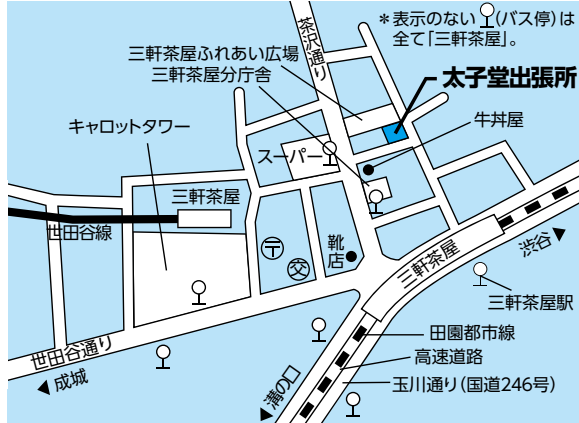 ＊表示のない(バス停)は
全て「三軒茶屋」。
茶沢通り
三軒茶屋ふれあい広場
三軒茶屋分庁舎
太子堂出張所
キャロットタワー
牛丼屋
スーパー
三軒茶屋
世田谷線
〒
交
靴店
三軒茶屋
渋谷
三軒茶屋駅
世田谷通り
成城
溝の口
田園都市線
高速道路
玉川通り(国道246号)